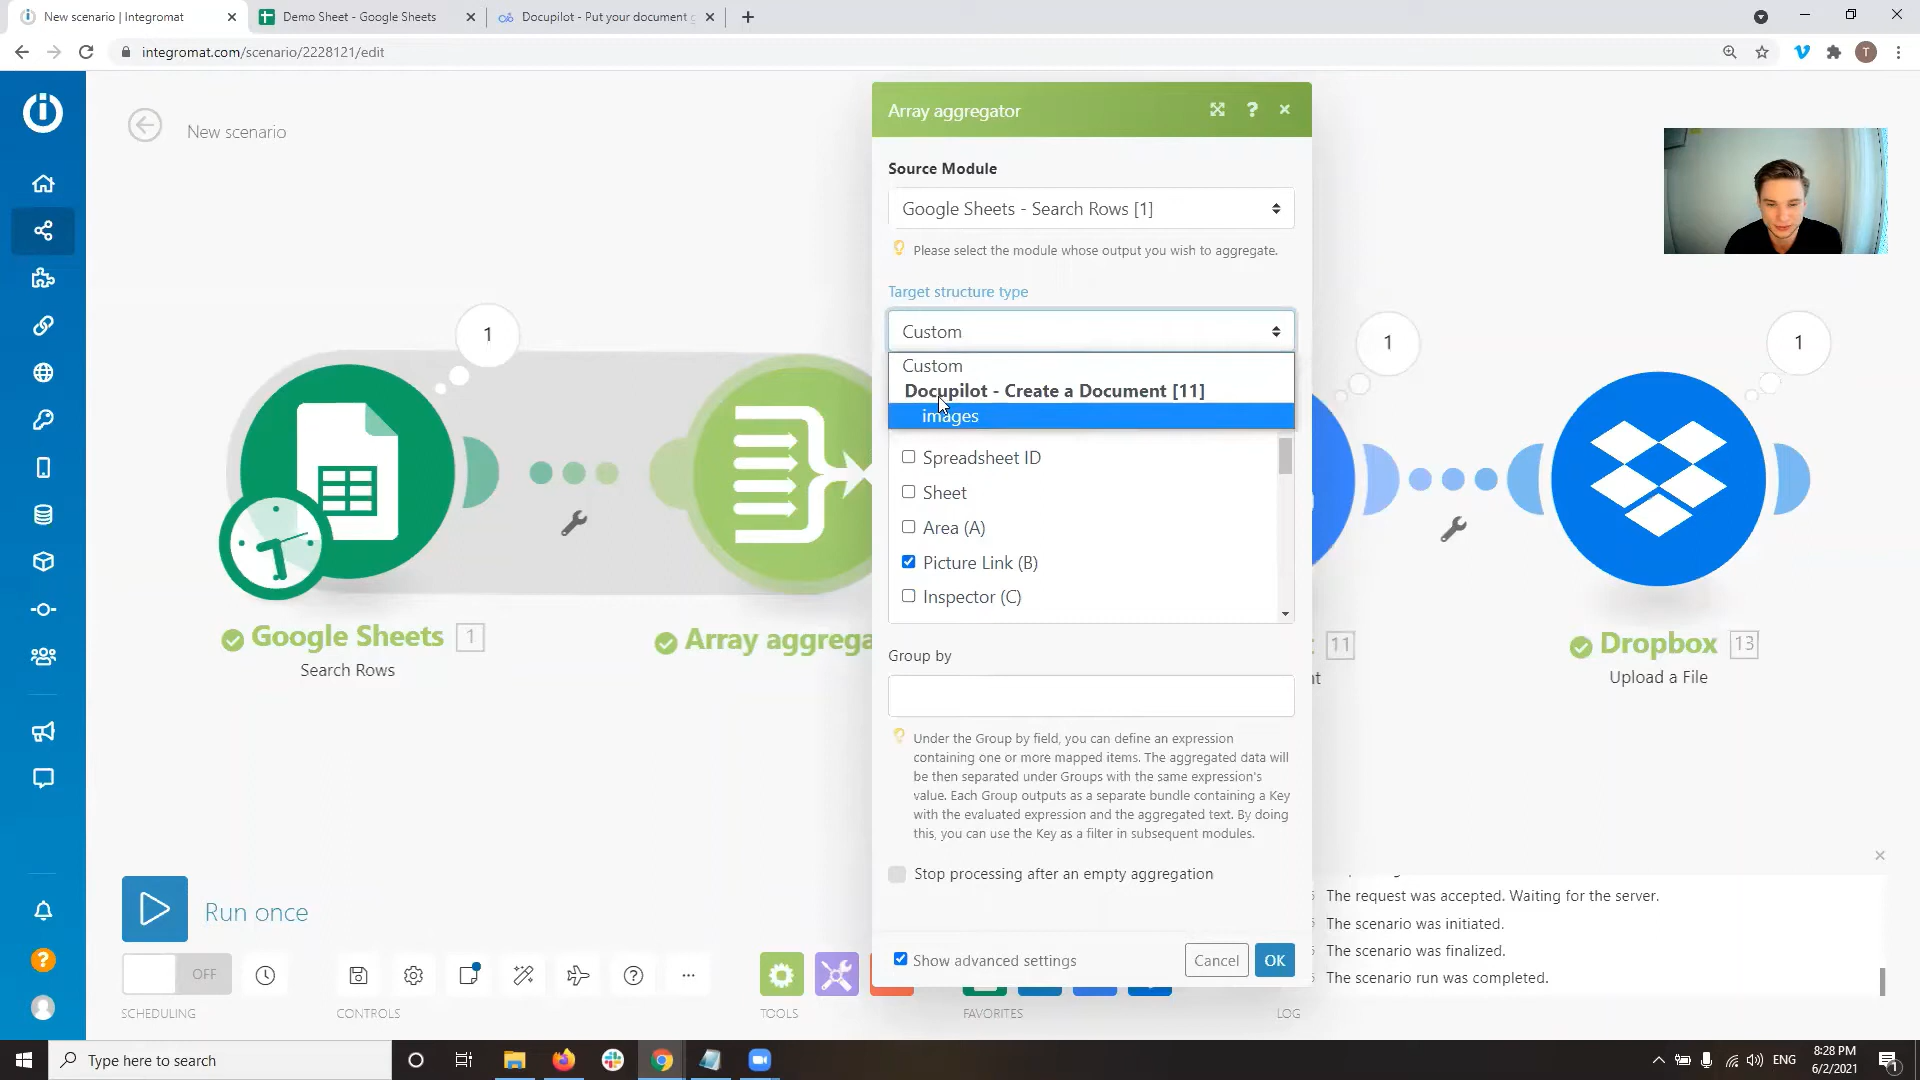 New scenario | Integromat
Demo Sheet - Google Sheets
Docupilot - Put your document
integromat.com/scenario/2228121/edit
T
New scenario
Array aggregator
?
Source Module
Google Sheets - Search Rows [1]
Please select the module whose output you wish to aggregate.
Target structure type
Custom
Custom
Docupilot - Create a Document [11]
images
Spreadsheet ID
Sheet
Area (A)
Picture Link (B)
Inspector (C)
Group by
Under the Group by field, you can define an expression
containing one or more mapped items. The aggregated data will
be then separated under Groups with the same expression's
value. Each Group outputs as a separate bundle containing a Key
with the evaluated expression and the aggregated text. By doing
this, you can use the Key as a filter in subsequent modules.
Stop processing after an empty aggregation
Show advanced settings
Cancel
OK
1
1
1
Google Sheets
1
Search Rows
Array aggrega
11
Dropbox
13
Upload a File
The request was accepted. Waiting for the server.
The scenario was initiated.
The scenario was finalized.
The scenario run was completed.
Run once
OFF
SCHEDULING
CONTROLS
TOOLS
FAVORITES
LOG
Type here to search
ENG
8:28 PM
6/2/2021
1